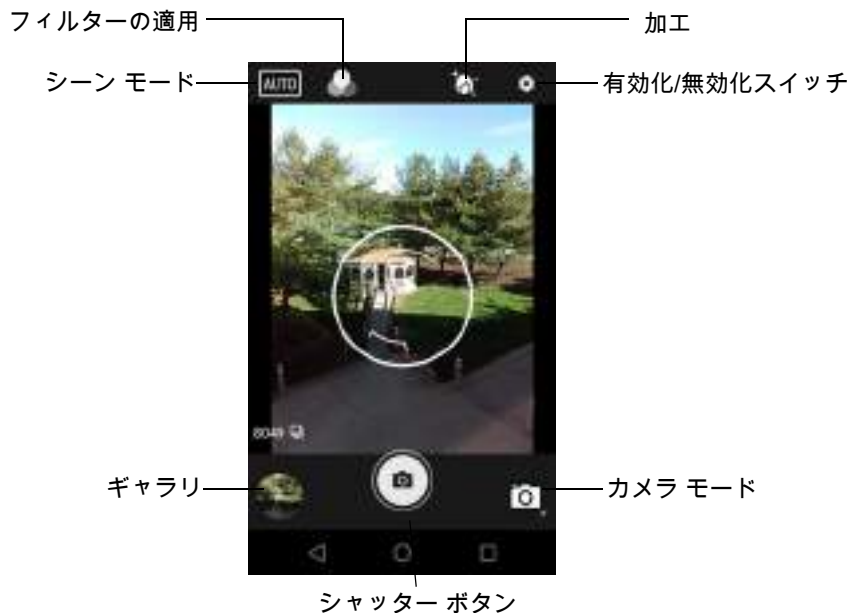 フィルターの適用
加工
シーン モード
AUTO
有効化/無効化スイッチ
8049
ギャラリ
カメラ モード
シャッター ボタン